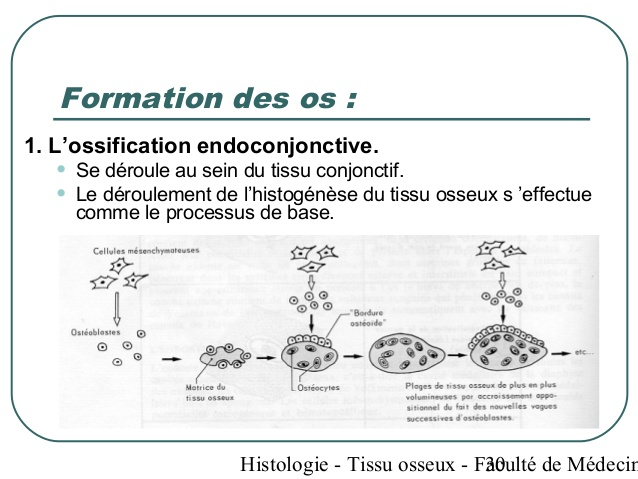 Formation des os :
1. L’ossification endoconjonctive.
Se déroule au sein du tissu conjonctif.
Le déroulement de l’histogénèse du tissu osseux s ’effectue
comme le processus de base.
Cellules mésenchymateuses
"Bordure
ostéoïde"
Ostéoblastes
etc...
Matrice du
tissu osseux
Ostéocytes
Plages de tissu osseux de plus en plus
volumineuses par accroissement appo-
sitionnel du fait des nouvelles vagues
successives d'ostéoblastes.
Histologie - Tissu osseux - Faculté de Médecin
30